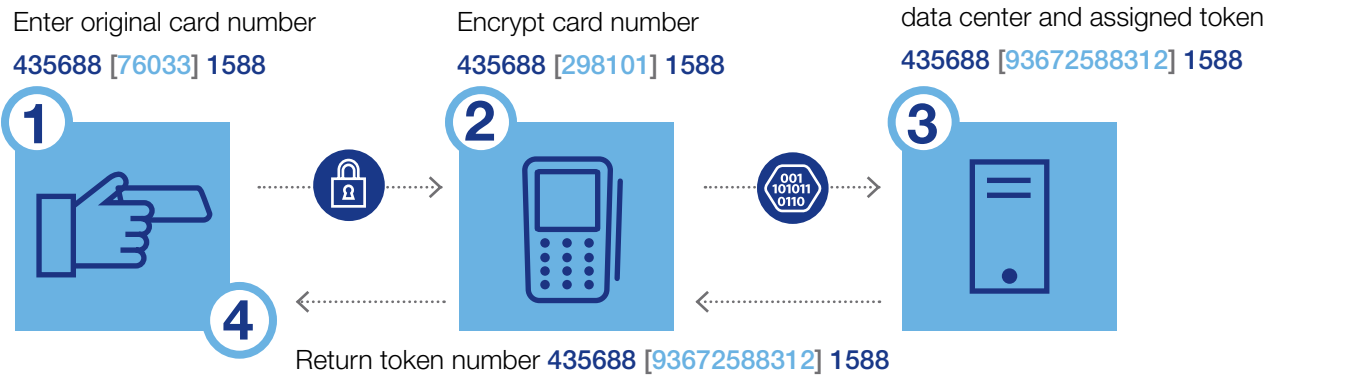 Enter original card number
435688 [76033] 1588
Encrypt card number
435688 [298101] 1588
data center and assigned token
435688 [93672588312] 1588
1
2
3
001
101011
0110
4
Return token number 435688 [93672588312] 1588